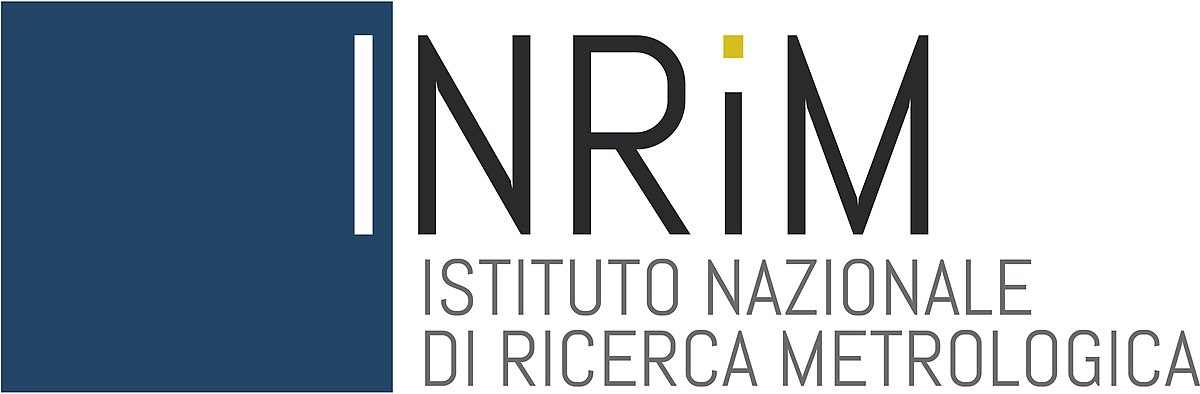 INRiM
ISTITUTO NAZIONALE
DI RICERCA METROLOGICA